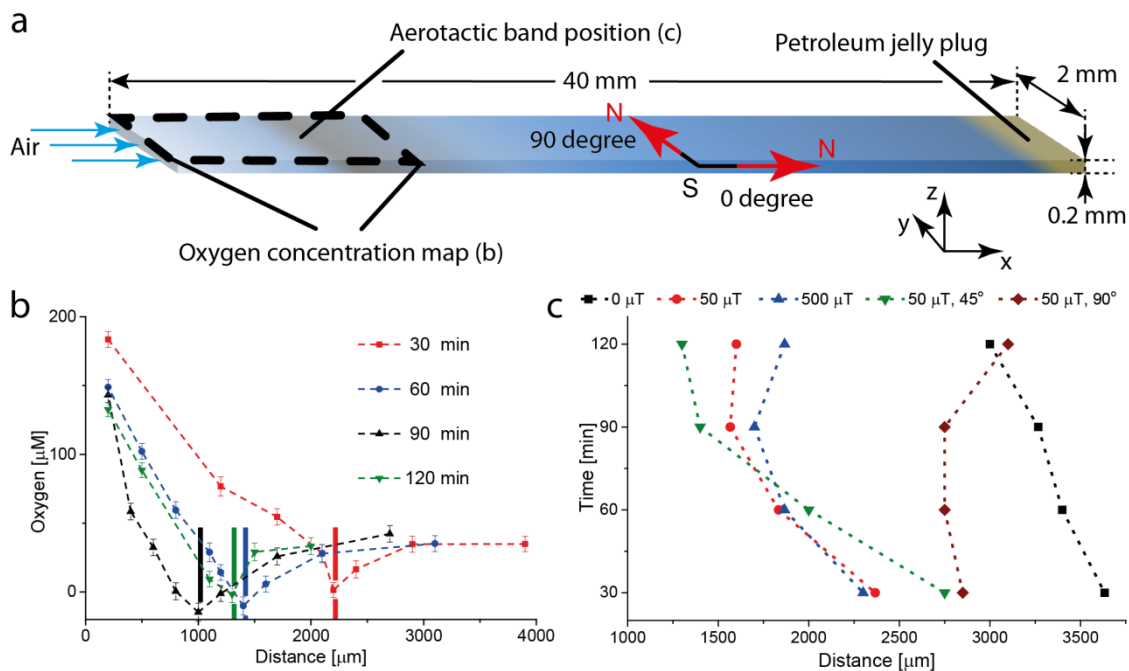 a
Aerotactic band position (c)
Petroleum jelly plug
40 mm
2 mm
Air
N
90 degree
N
S
0 degree
0.2 mm
Oxygen concentration map (b)
z
y
x
b
200
100
0
Oxygen [µM]
30 min
60 min
90 min
120 min
0 1000 2000 3000 4000
Distance [µm]
c
0 µT 50 µT 500 µT 50 µT, 45° 50 µT, 90°
120
90
60
30
Time [min]
1000 1500 2000 2500 3000 3500
Distance [µm]